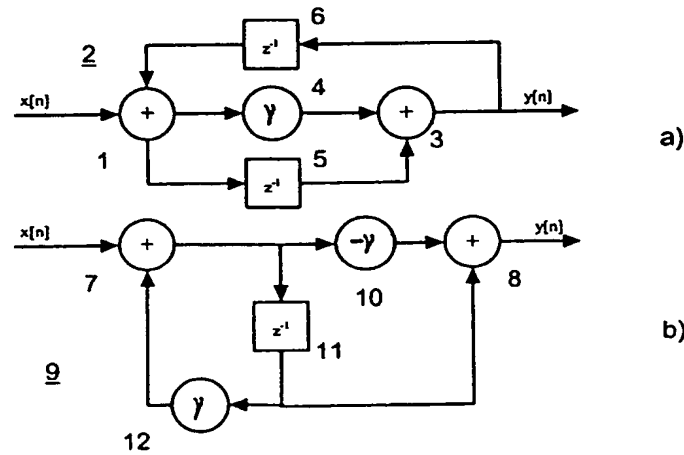 6
z⁻¹
2
4
x[n]
+
γ
+
y[n]
1
5
3
a)
z⁻¹
x[n]
+
-γ
+
y[n]
7
10
8
z⁻¹
11
b)
9
γ
12